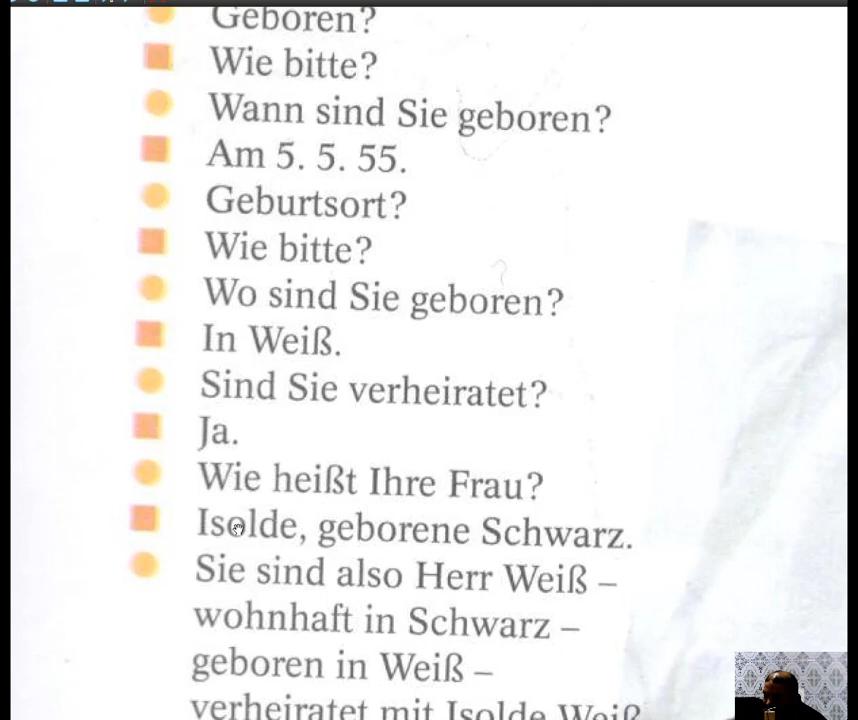 Geboren?
Wie bitte?
Wann sind Sie geboren?
Am 5. 5. 55.
Geburtsort?
Wie bitte?
Wo sind Sie geboren?
In Weiß.
Sind Sie verheiratet?
Ja.
Wie heißt Ihre Frau?
Isolde, geborene Schwarz.
Sie sind also Herr Weiß –
wohnhaft in Schwarz –
geboren in Weiß –
verheiratet mit Isolde Weiß